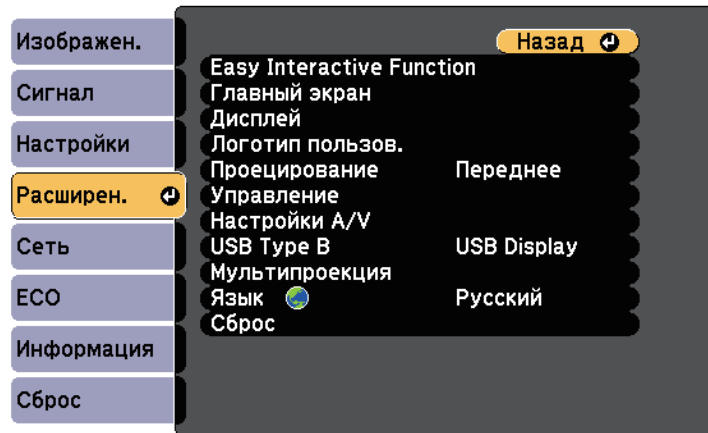 Изображен.
Сигнал
Настройки
Расширен.
Сеть
ECO
Информация
Сброс
Назад
Easy Interactive Function
Главный экран
Дисплей
Логотип пользов.
Проецирование Переднее
Управление
Настройки A/V
USB Type B USB Display
Мультипроекция
Язык Русский
Сброс